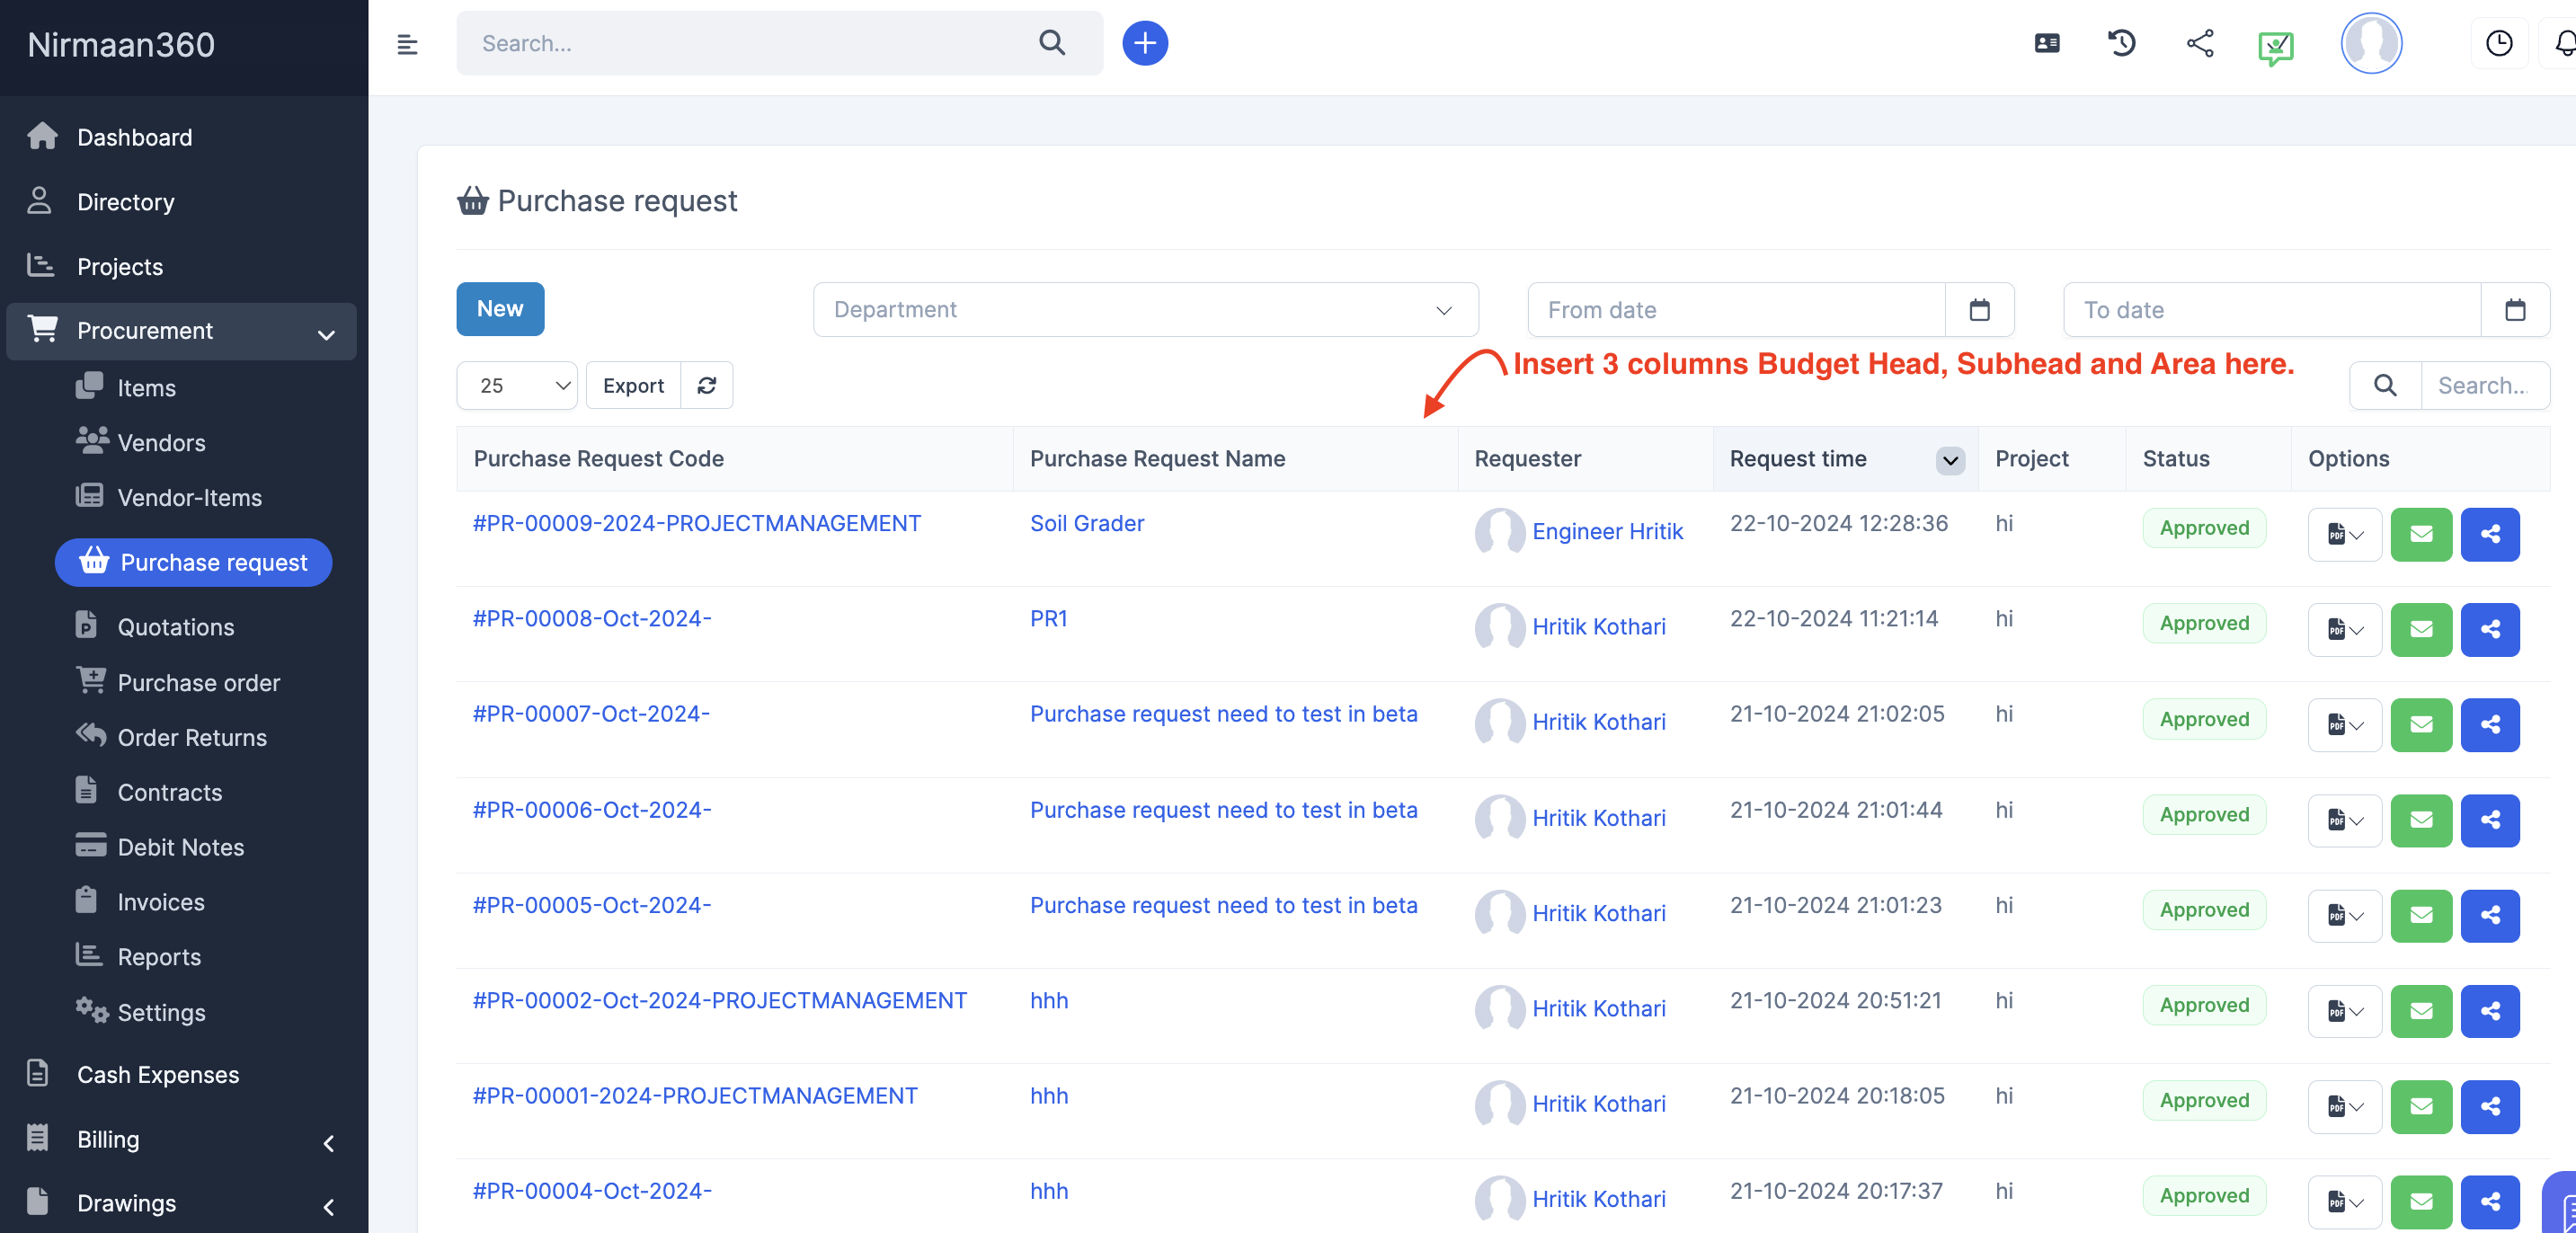 Nirmaan360
Search...
Dashboard
Directory
Projects
Procurement
Items
Vendors
Vendor-Items
Purchase request
Quotations
Purchase order
Order Returns
Contracts
Debit Notes
Invoices
Reports
Settings
Cash Expenses
Billing
Drawings
Purchase request
New
Department
From date
To date
Insert 3 columns Budget Head, Subhead and Area here.
25 Export
Search...
Purchase Request Code Purchase Request Name Requester Request time Project Status Options
#PR-00009-2024-PROJECTMANAGEMENT Soil Grader Engineer Hritik 22-10-2024 12:28:36 hi Approved PDF
#PR-00008-Oct-2024- PR1 Hritik Kothari 22-10-2024 11:21:14 hi Approved PDF
#PR-00007-Oct-2024- Purchase request need to test in beta Hritik Kothari 21-10-2024 21:02:05 hi Approved PDF
#PR-00006-Oct-2024- Purchase request need to test in beta Hritik Kothari 21-10-2024 21:01:44 hi Approved PDF
#PR-00005-Oct-2024- Purchase request need to test in beta Hritik Kothari 21-10-2024 21:01:23 hi Approved PDF
#PR-00002-Oct-2024-PROJECTMANAGEMENT hhh Hritik Kothari 21-10-2024 20:51:21 hi Approved PDF
#PR-00001-2024-PROJECTMANAGEMENT hhh Hritik Kothari 21-10-2024 20:18:05 hi Approved PDF
#PR-00004-Oct-2024- hhh Hritik Kothari 21-10-2024 20:17:37 hi Approved PDF